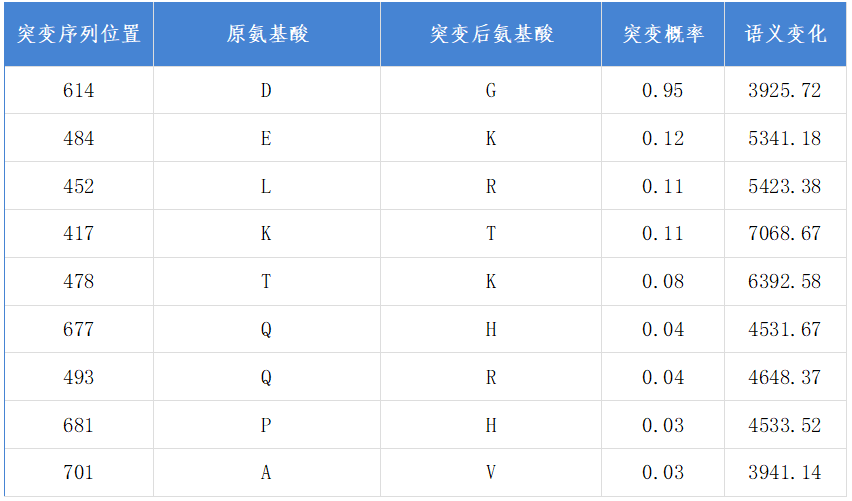 突变序列位置 原氨基酸 突变后氨基酸 突变概率 语义变化
614 D G 0.95 3925.72
484 E K 0.12 5341.18
452 L R 0.11 5423.38
417 K T 0.11 7068.67
478 T K 0.08 6392.58
677 Q H 0.04 4531.67
493 Q R 0.04 4648.37
681 P H 0.03 4533.52
701 A V 0.03 3941.14